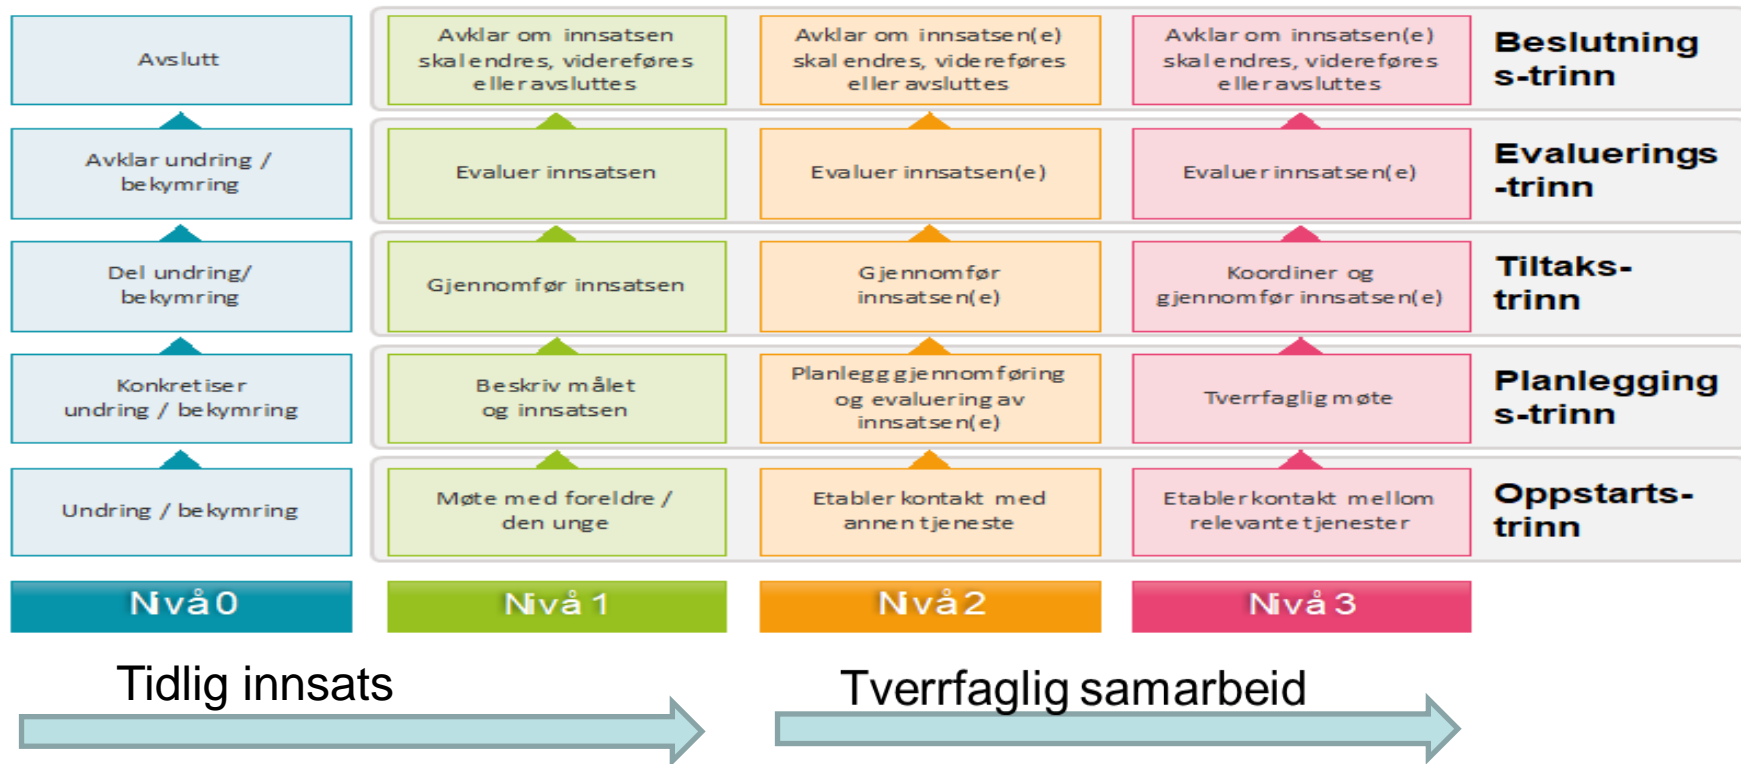 Avslutt
Avklar om innsatsen
skal endres, videreføres
eller avsluttes
Avklar om innsatsen(e)
skal endres, videreføres
eller avsluttes
Avklar om innsatsen(e)
skal endres, videreføres
eller avsluttes
Beslutning
s-trinn
Avklar undring /
bekymring
Evaluer innsatsen
Evaluer innsatsen(e)
Evaluer innsatsen(e)
Evaluerings
-trinn
Del undring/
bekymring
Gjennomfør innsatsen
Gjennomfør
innsatsen(e)
Koordiner og
gjennomfør innsatsen(e)
Tiltaks-
trinn
Konkretiser
undring / bekymring
Beskriv målet
og innsatsen
Planlegg gjennomføring
og evaluering av
innsatsen(e)
Tverrfaglig møte
Planlegging
s-trinn
Undring / bekymring
Møte med foreldre /
den unge
Etabler kontakt med
annen tjeneste
Etabler kontakt mellom
relevante tjenester
Oppstarts-
trinn
Nivå 0
Nivå 1
Nivå 2
Nivå 3
Tidlig innsats
Tverrfaglig samarbeid